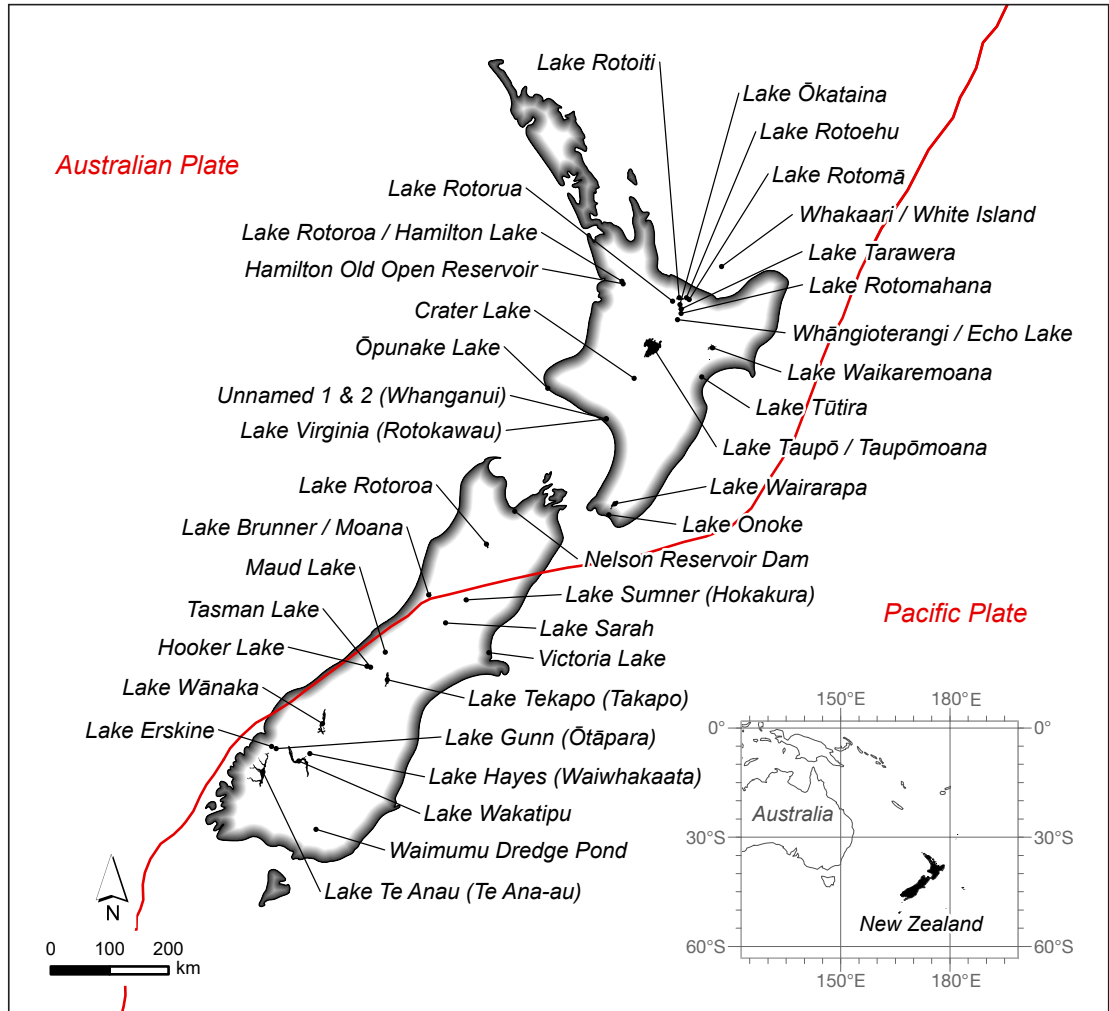 Lake Rotoiti
Lake Ōkataina
Lake Rotoehu
Lake Rotomā
Australian Plate
Lake Rotorua
Whakaari / White Island
Lake Rotoroa / Hamilton Lake
Lake Tarawera
Hamilton Old Open Reservoir
Lake Rotomahana
Crater Lake
Whāngioterangi / Echo Lake
Ōpunake Lake
Lake Waikaremoana
Unnamed 1 & 2 (Whanganui)
Lake Tūtira
Lake Virginia (Rotokawau)
Lake Taupō / Taupōmoana
Lake Rotoroa
Lake Wairarapa
Lake Brunner / Moana
Lake Onoke
Nelson Reservoir Dam
Maud Lake
Lake Sumner (Hokakura)
Tasman Lake
Pacific Plate
Lake Sarah
Hooker Lake
Victoria Lake
Lake Wānaka
Lake Tekapo (Takapo)
Lake Erskine
Lake Gunn (Ōtāpara)
Lake Hayes (Waiwhakaata)
Lake Wakatipu
Waimumu Dredge Pond
Lake Te Anau (Te Ana-au)
N
0 100 200
km
150°E 180°E
0° 0°
Australia
30°S 30°S
New Zealand
60°S 60°S
150°E 180°E